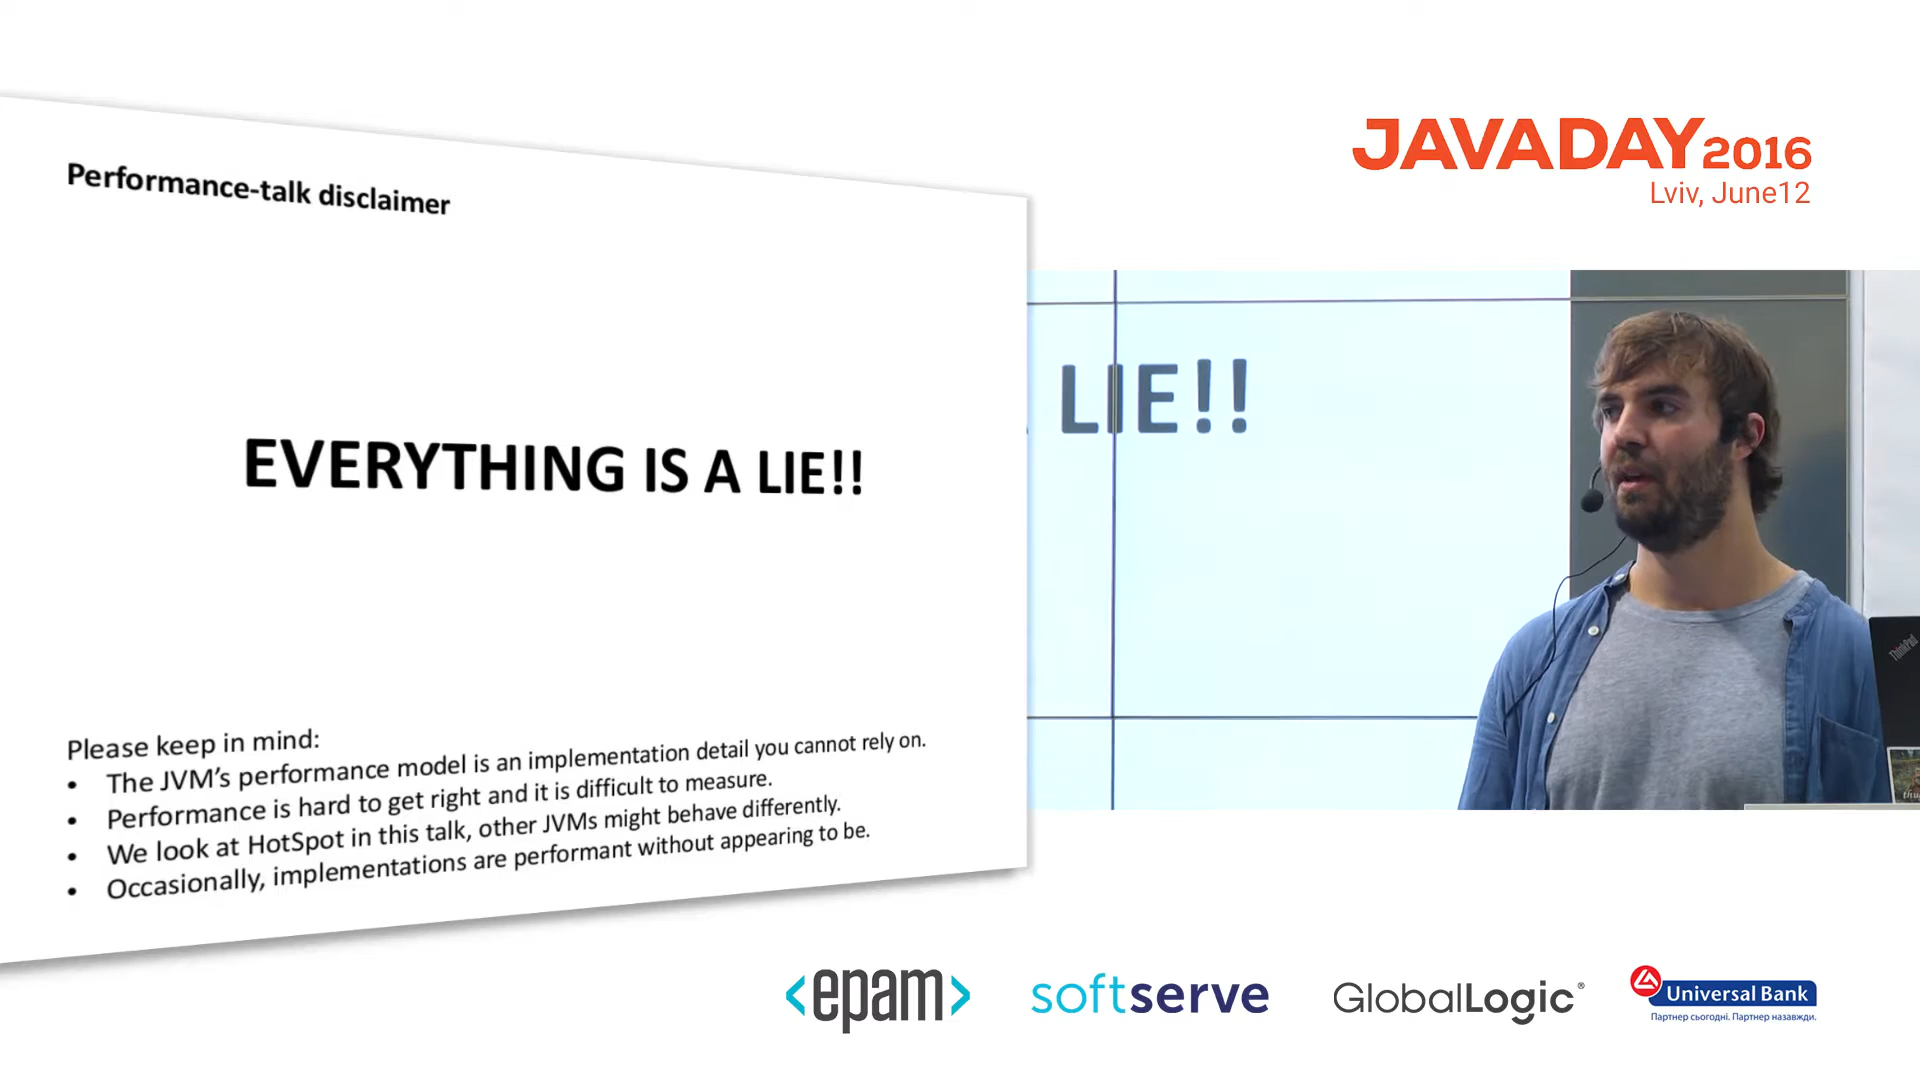 Performance-talk disclaimer
EVERYTHING IS A LIE!!
Please keep in mind:
• The JVM's performance model is an implementation detail you cannot rely on.
• Performance is hard to get right and it is difficult to measure.
• We look at HotSpot in this talk, other JVMs might behave differently.
• Occasionally, implementations are performant without appearing to be.
JAVADAY2016
Lviv, June12
LIE!!
ThinkPad
<epam>
softserve
GlobalLogic®
Universal Bank
Партнер сьогодні. Партнер назавжди.